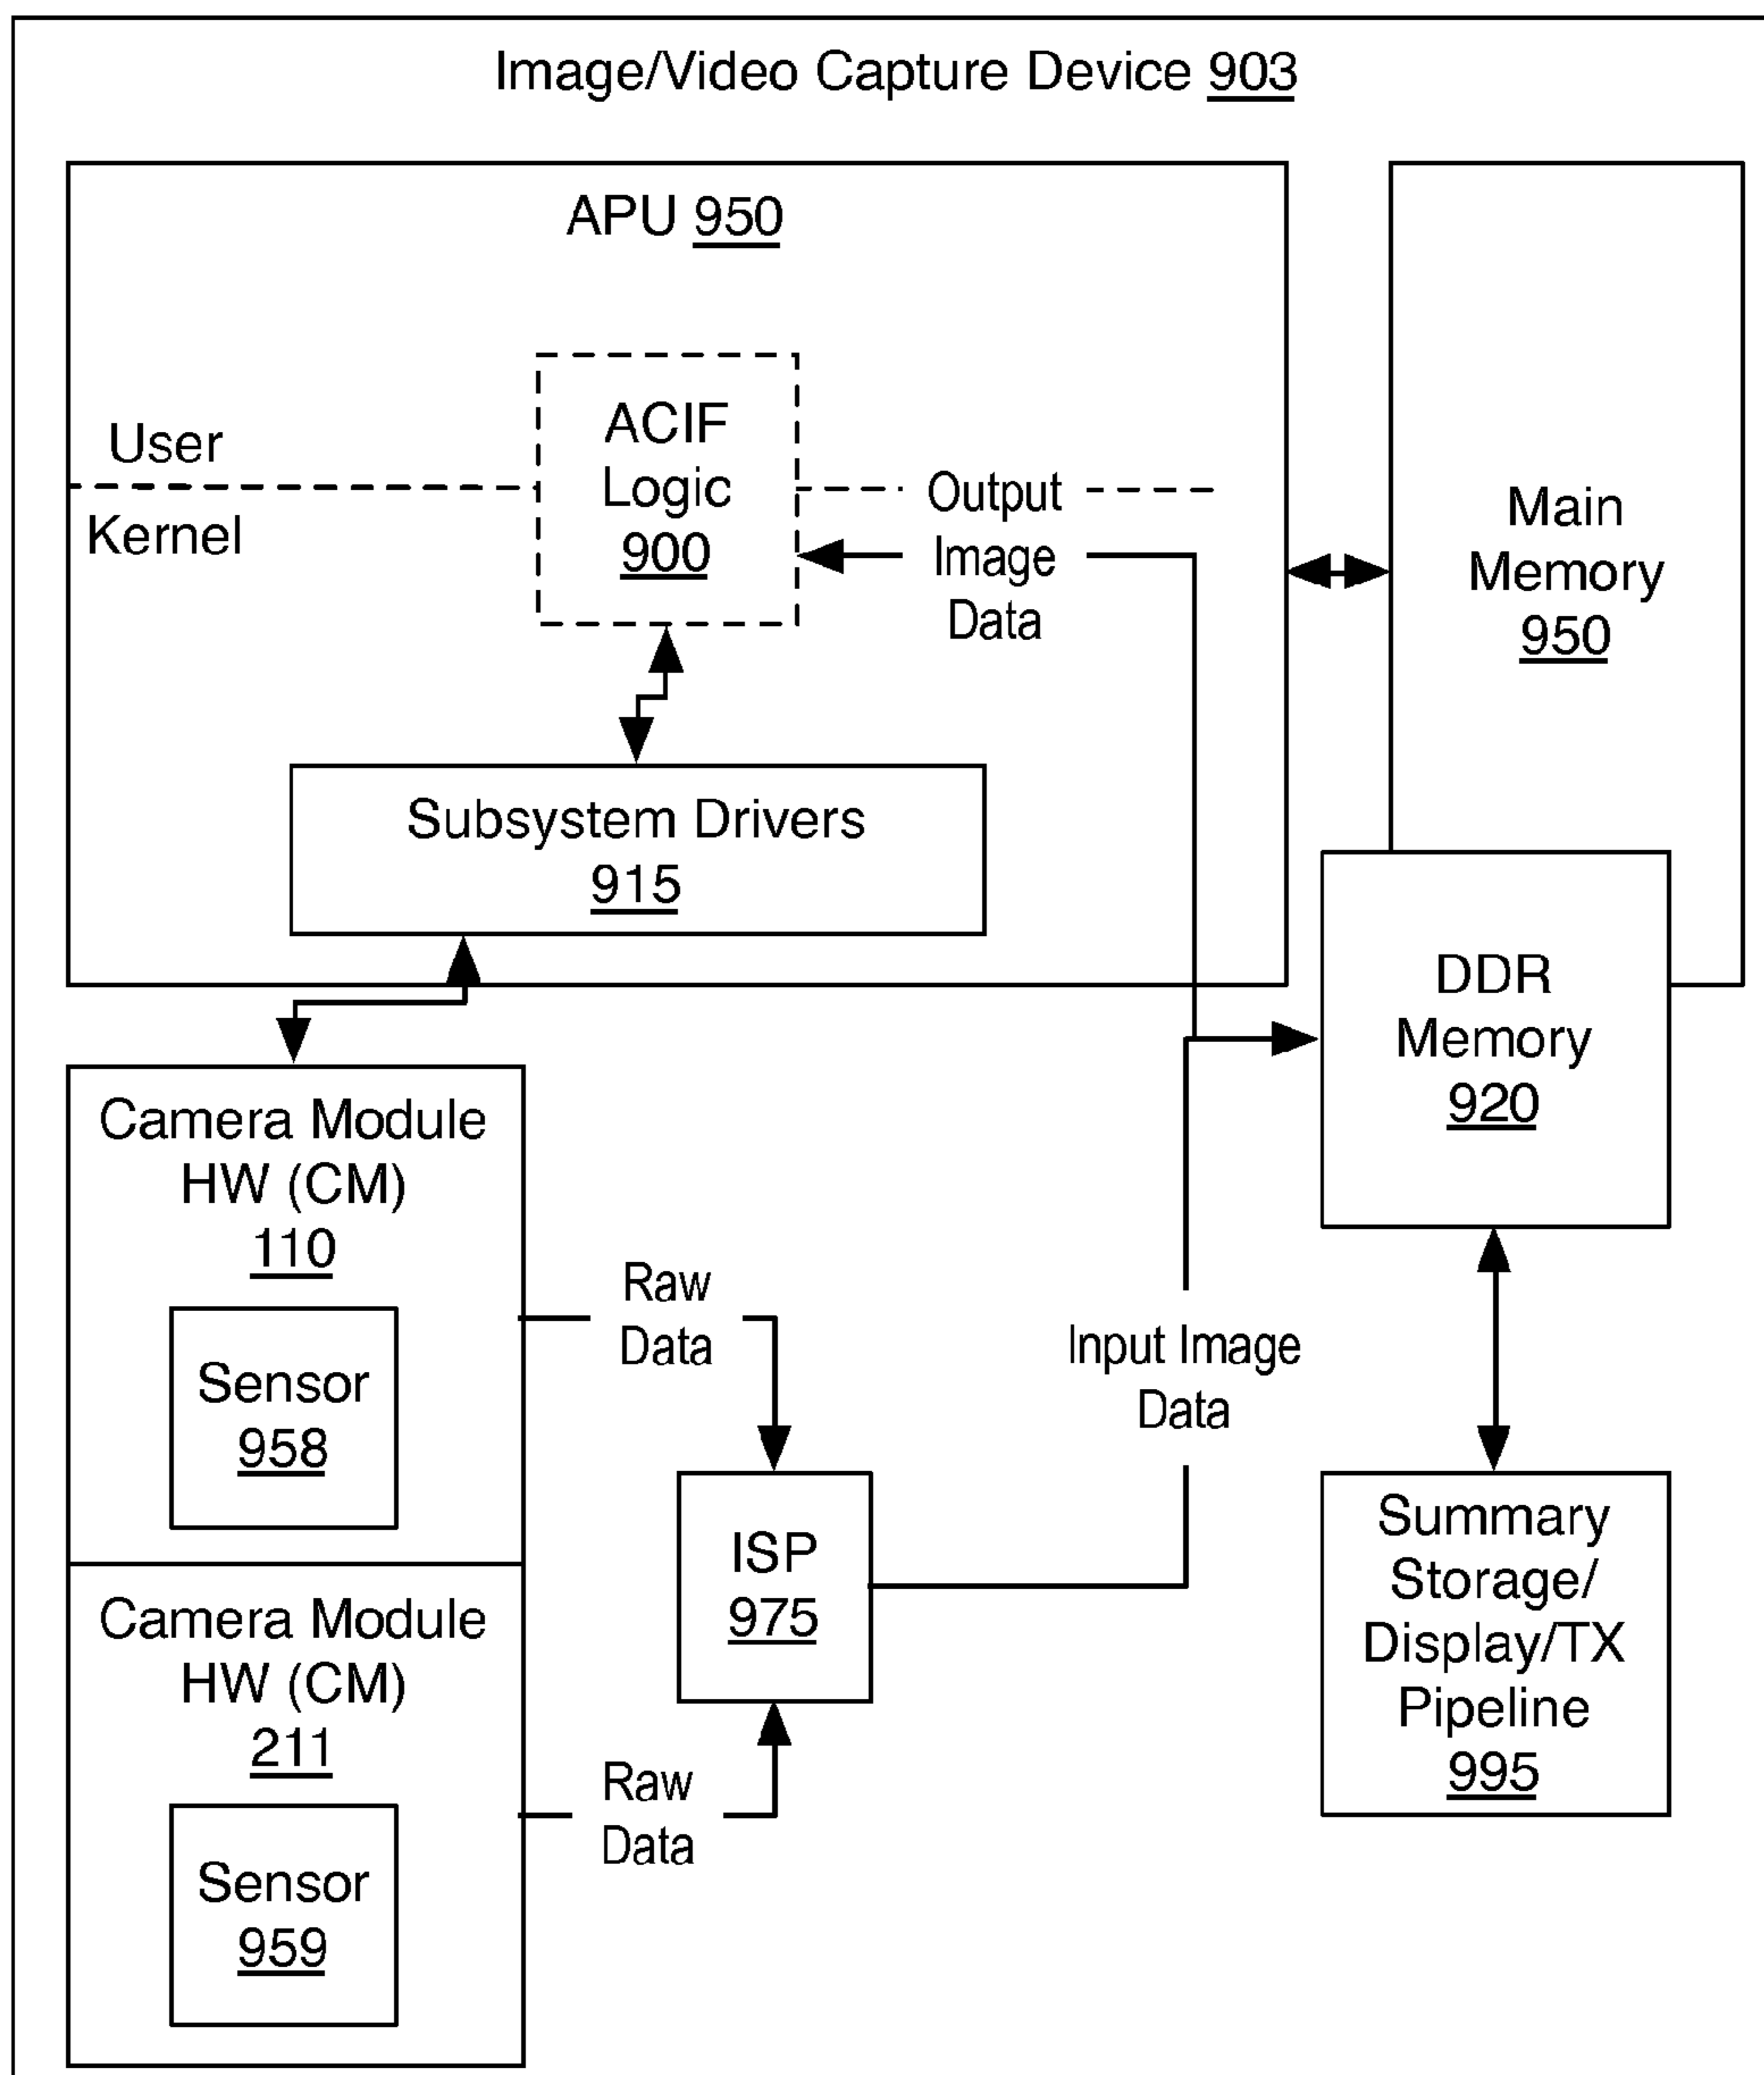 Image/Video Capture Device 903
APU 950
User
Kernel
ACIF
Logic
900
Output
Image
Data
Main
Memory
950
Subsystem Drivers
915
DDR
Memory
920
Camera Module
HW (CM)
110
Sensor
958
Raw
Data
Input Image
Data
ISP
975
Camera Module
HW (CM)
211
Sensor
959
Raw
Data
Summary
Storage/
Display/TX
Pipeline
995